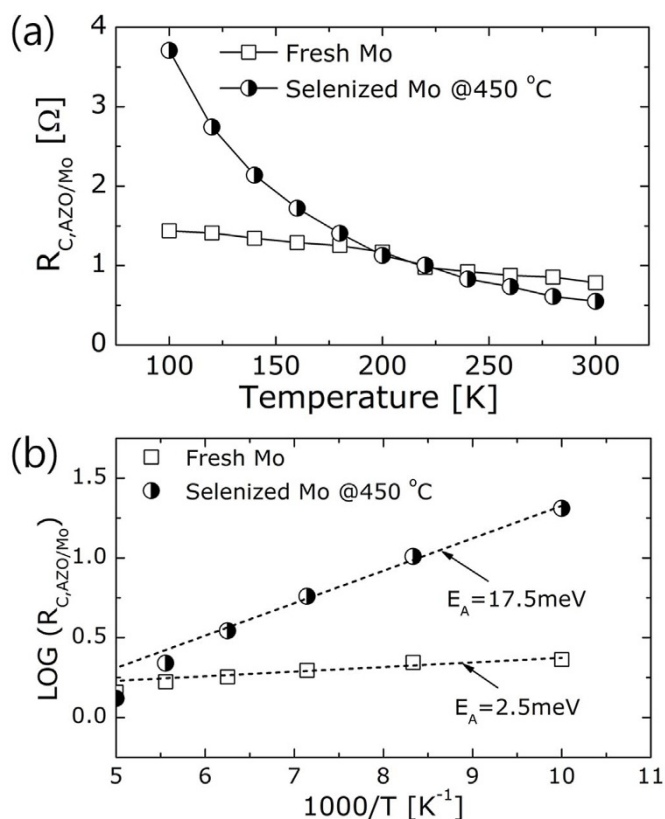 (a)
Fresh Mo
Selenized Mo @450 °C
R_C,AZO/Mo [Ω]
4
3
2
1
0
100 150 200 250 300
Temperature [K]
(b)
Fresh Mo
Selenized Mo @450 °C
LOG (R_C,AZO/Mo)
1.5
1.0
0.5
0.0
E_A=17.5meV
E_A=2.5meV
5 6 7 8 9 10 11
1000/T [K⁻¹]